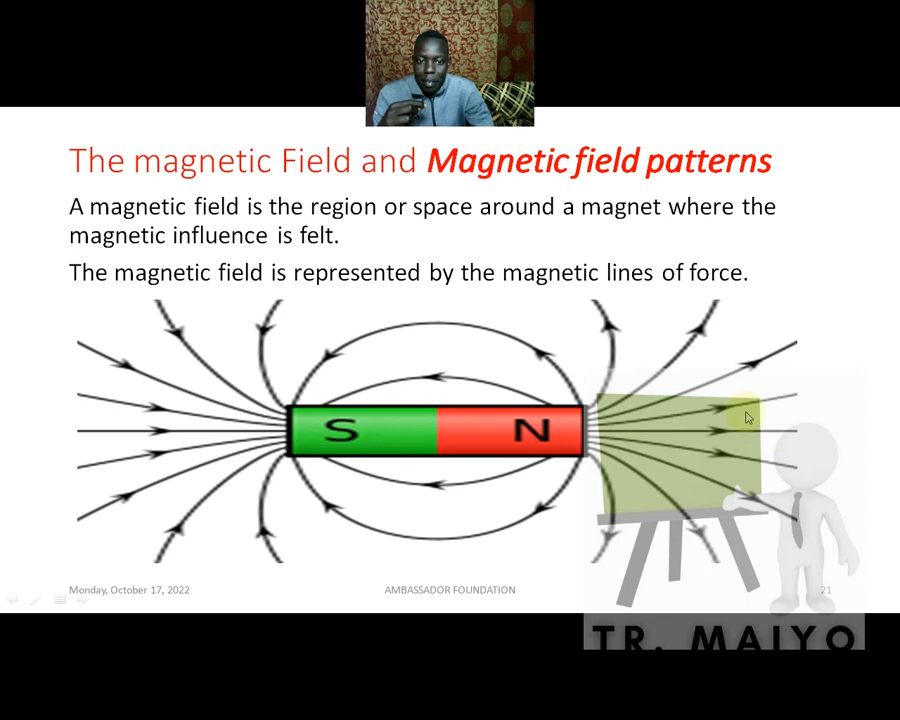 The magnetic Field and Magnetic field patterns
A magnetic field is the region or space around a magnet where the
magnetic influence is felt.
The magnetic field is represented by the magnetic lines of force.
S N
Monday, October 17, 2022 AMBASSADOR FOUNDATION 21
TR. MAIYO